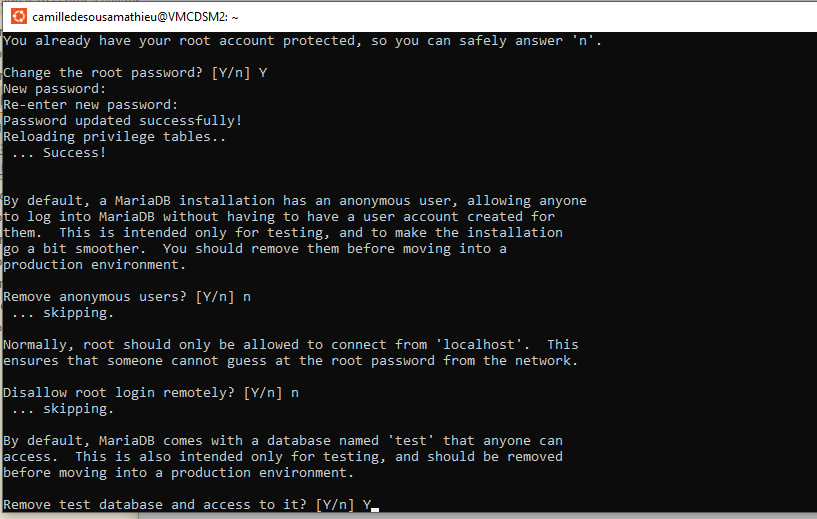 camilledesousamathieu@VMCDSM2: ~
You already have your root account protected, so you can safely answer 'n'.
Change the root password? [Y/n] Y
New password:
Re-enter new password:
Password updated successfully!
Reloading privilege tables..
... Success!
By default, a MariaDB installation has an anonymous user, allowing anyone
to log into MariaDB without having to have a user account created for
them.  This is intended only for testing, and to make the installation
go a bit smoother.  You should remove them before moving into a
production environment.
Remove anonymous users? [Y/n] n
... skipping.
Normally, root should only be allowed to connect from 'localhost'.  This
ensures that someone cannot guess at the root password from the network.
Disallow root login remotely? [Y/n] n
... skipping.
By default, MariaDB comes with a database named 'test' that anyone can
access.  This is also intended only for testing, and should be removed
before moving into a production environment.
Remove test database and access to it? [Y/n] Y